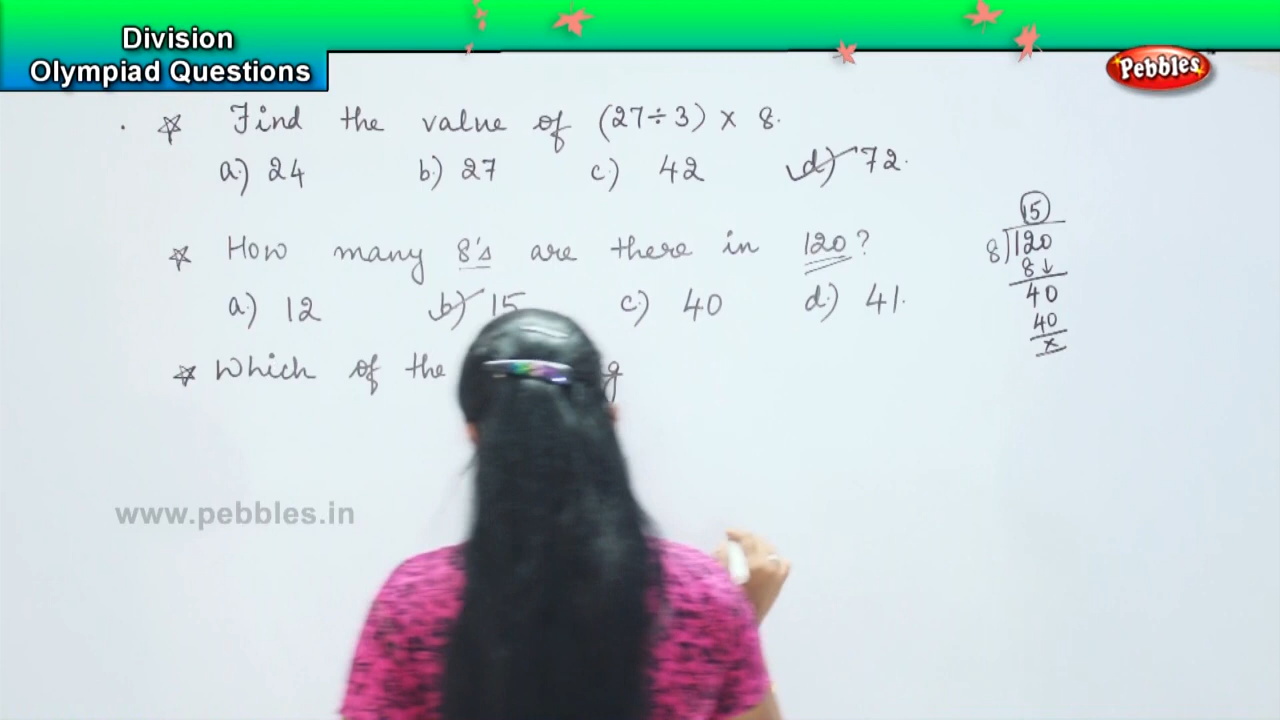 Division
Olympiad Questions
Pebbles
☆ Find the value of (27÷3) × 8.
a.) 24 b.) 27 c.) 42 d.) 72.
☆ How many 8's are there in 120?
a.) 12 b.) 15 c.) 40 d.) 41.
☆ Which of the
15
8)120
8↓
40
40
x
www.pebbles.in